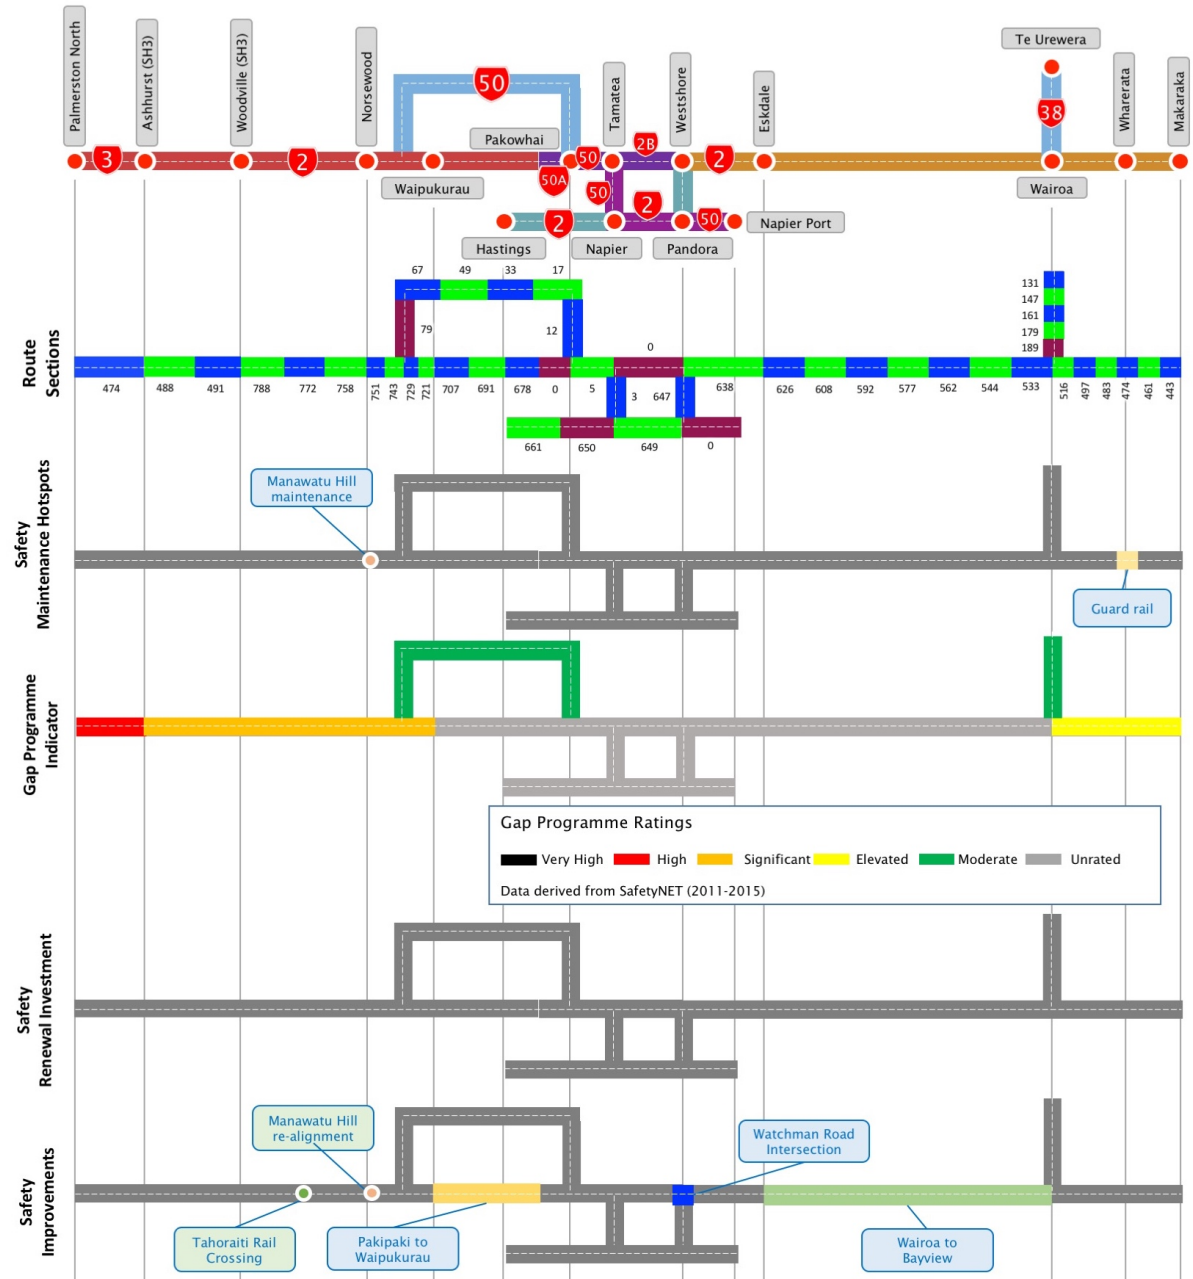 Palmerston North
Ashhurst (SH3)
Woodville (SH3)
Norsewood
Pakowhai
Tamatea
Westshore
Eskdale
Te Urewera
Wharerata
Makaraka
50
38
3
2
50
2B
2
50A
50
2
2
50
Waipukurau
Wairoa
Hastings
Napier
Pandora
Napier Port
Route
Sections
67
49
33
17
79
12
0
131
147
161
179
189
474
488
491
788
772
758
751
743
729
721
707
691
678
0
5
3
647
638
626
608
592
577
562
544
533
516
497
483
474
461
443
661
650
649
0
Safety
Maintenance Hotspots
Manawatu Hill
maintenance
Guard rail
Gap Programme
Indicator
Gap Programme Ratings
Very High
High
Significant
Elevated
Moderate
Unrated
Data derived from SafetyNET (2011-2015)
Safety
Renewal Investment
Safety
Improvements
Manawatu Hill
re-alignment
Watchman Road
Intersection
Tahoraiti Rail
Crossing
Pakipaki to
Waipukurau
Wairoa to
Bayview